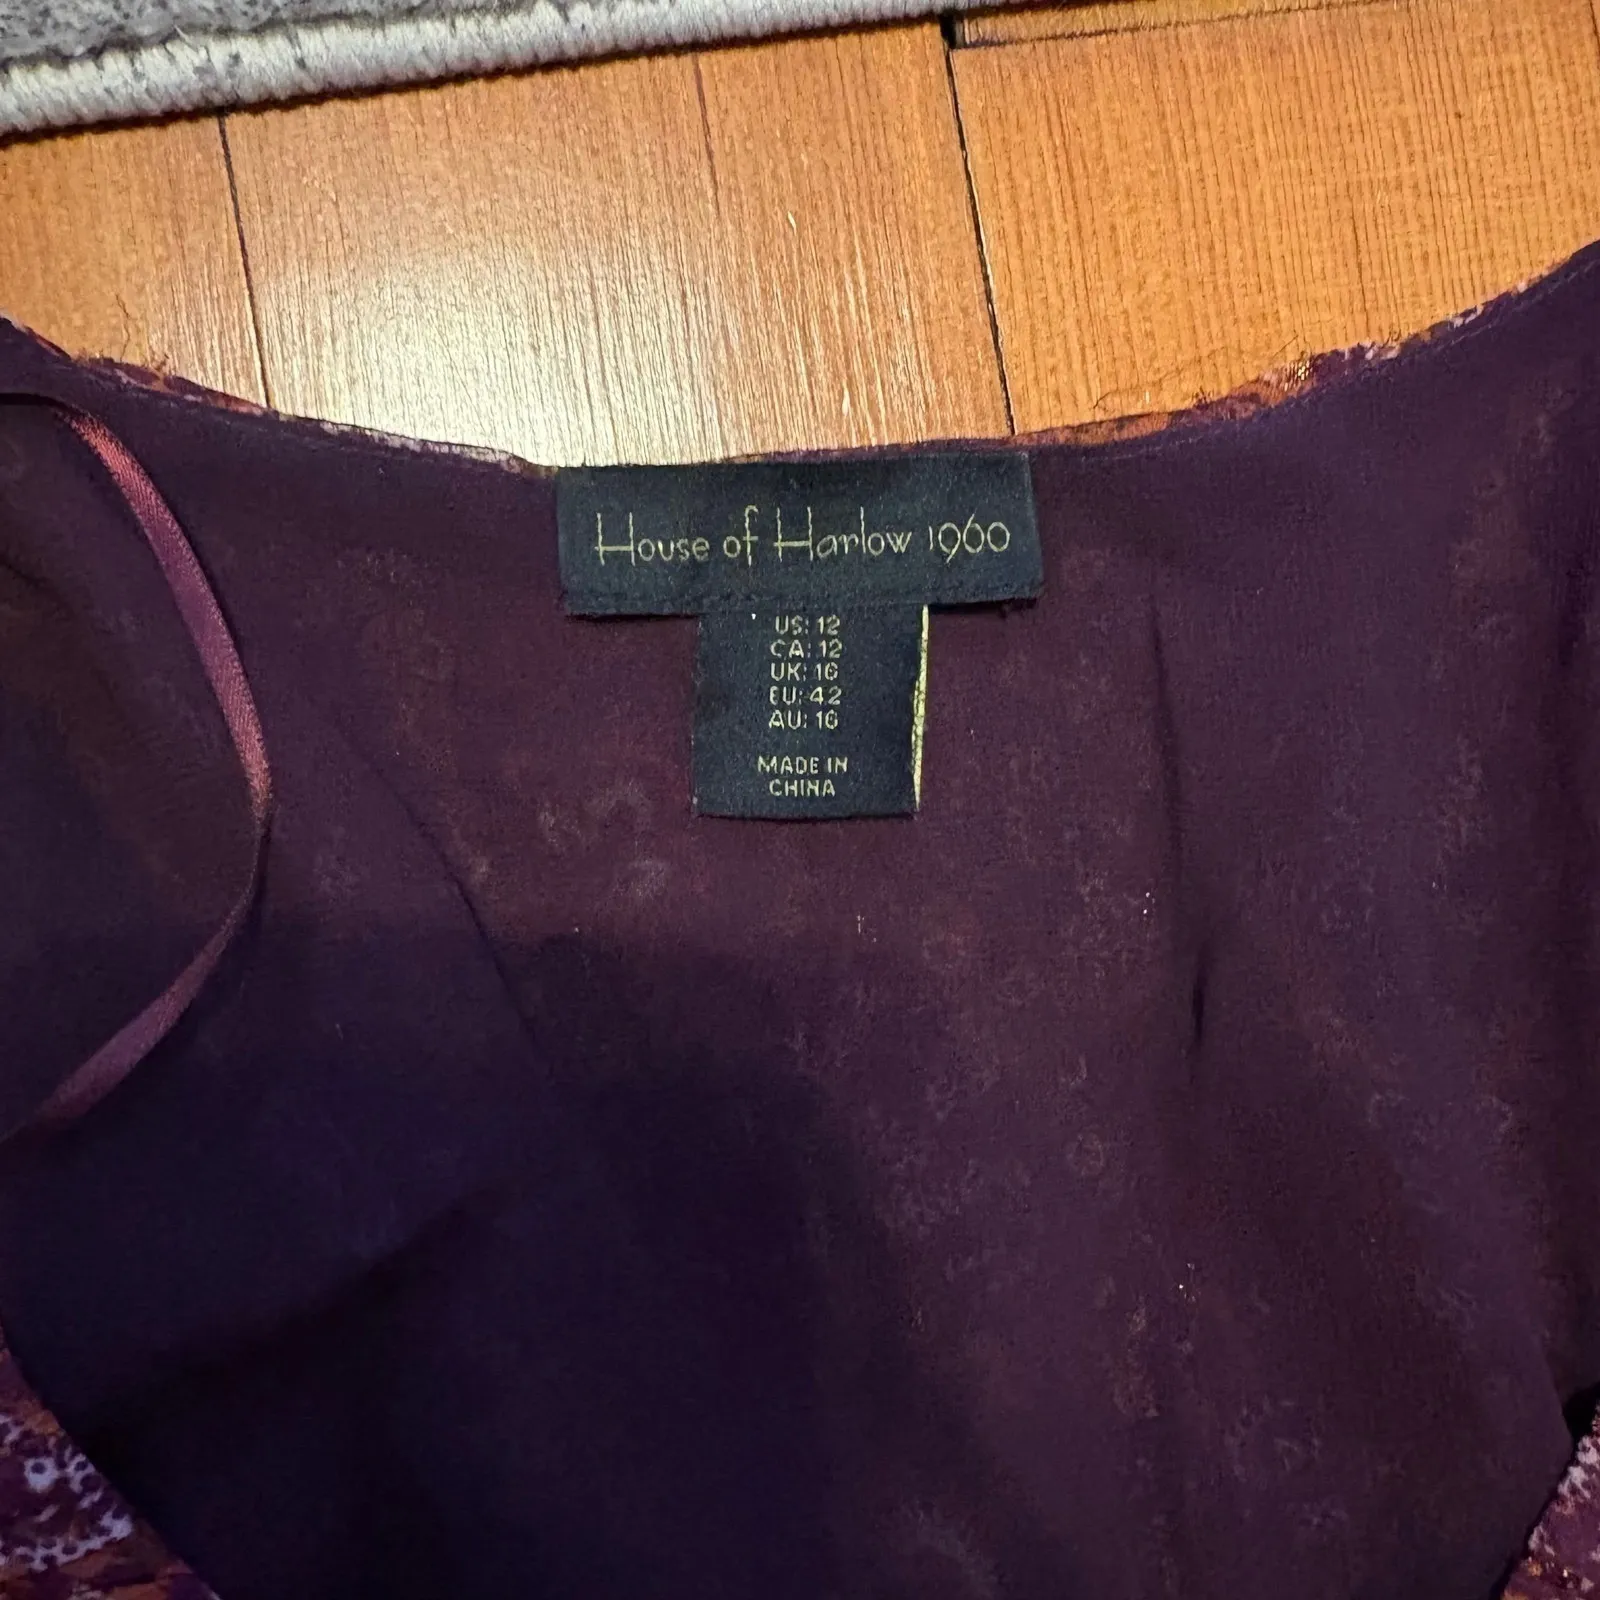 House of Harlow 1960
US: 12
CA: 12
UK: 16
EU: 42
AU: 16
MADE IN
CHINA